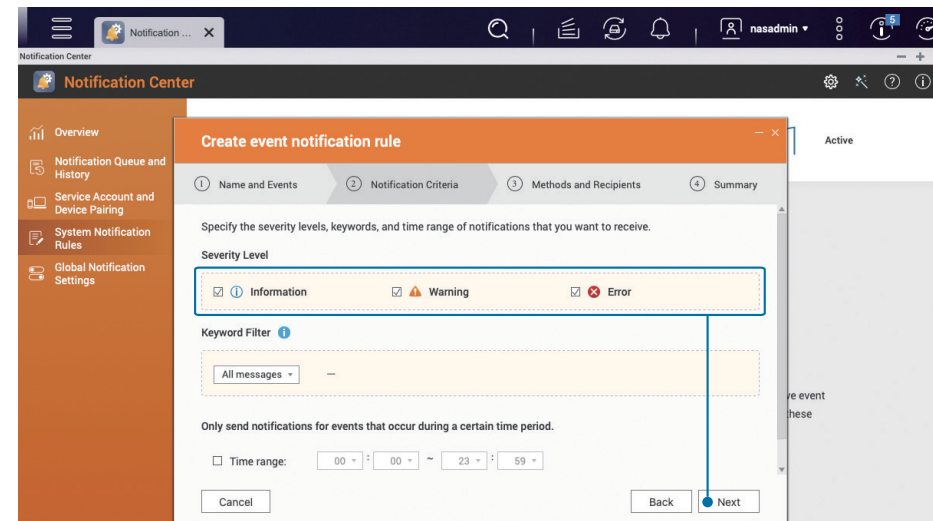 Notification ...
nasadmin
5
Notification Center
Notification Center
Overview
Notification Queue and
History
Service Account and
Device Pairing
System Notification
Rules
Global Notification
Settings
Active
Create event notification rule
1 Name and Events
2 Notification Criteria
3 Methods and Recipients
4 Summary
Specify the severity levels, keywords, and time range of notifications that you want to receive.
Severity Level
Information
Warning
Error
Keyword Filter
All messages
—
Only send notifications for events that occur during a certain time period.
Time range: 00 : 00 ~ 23 : 59
ve event
these
Cancel
Back
Next